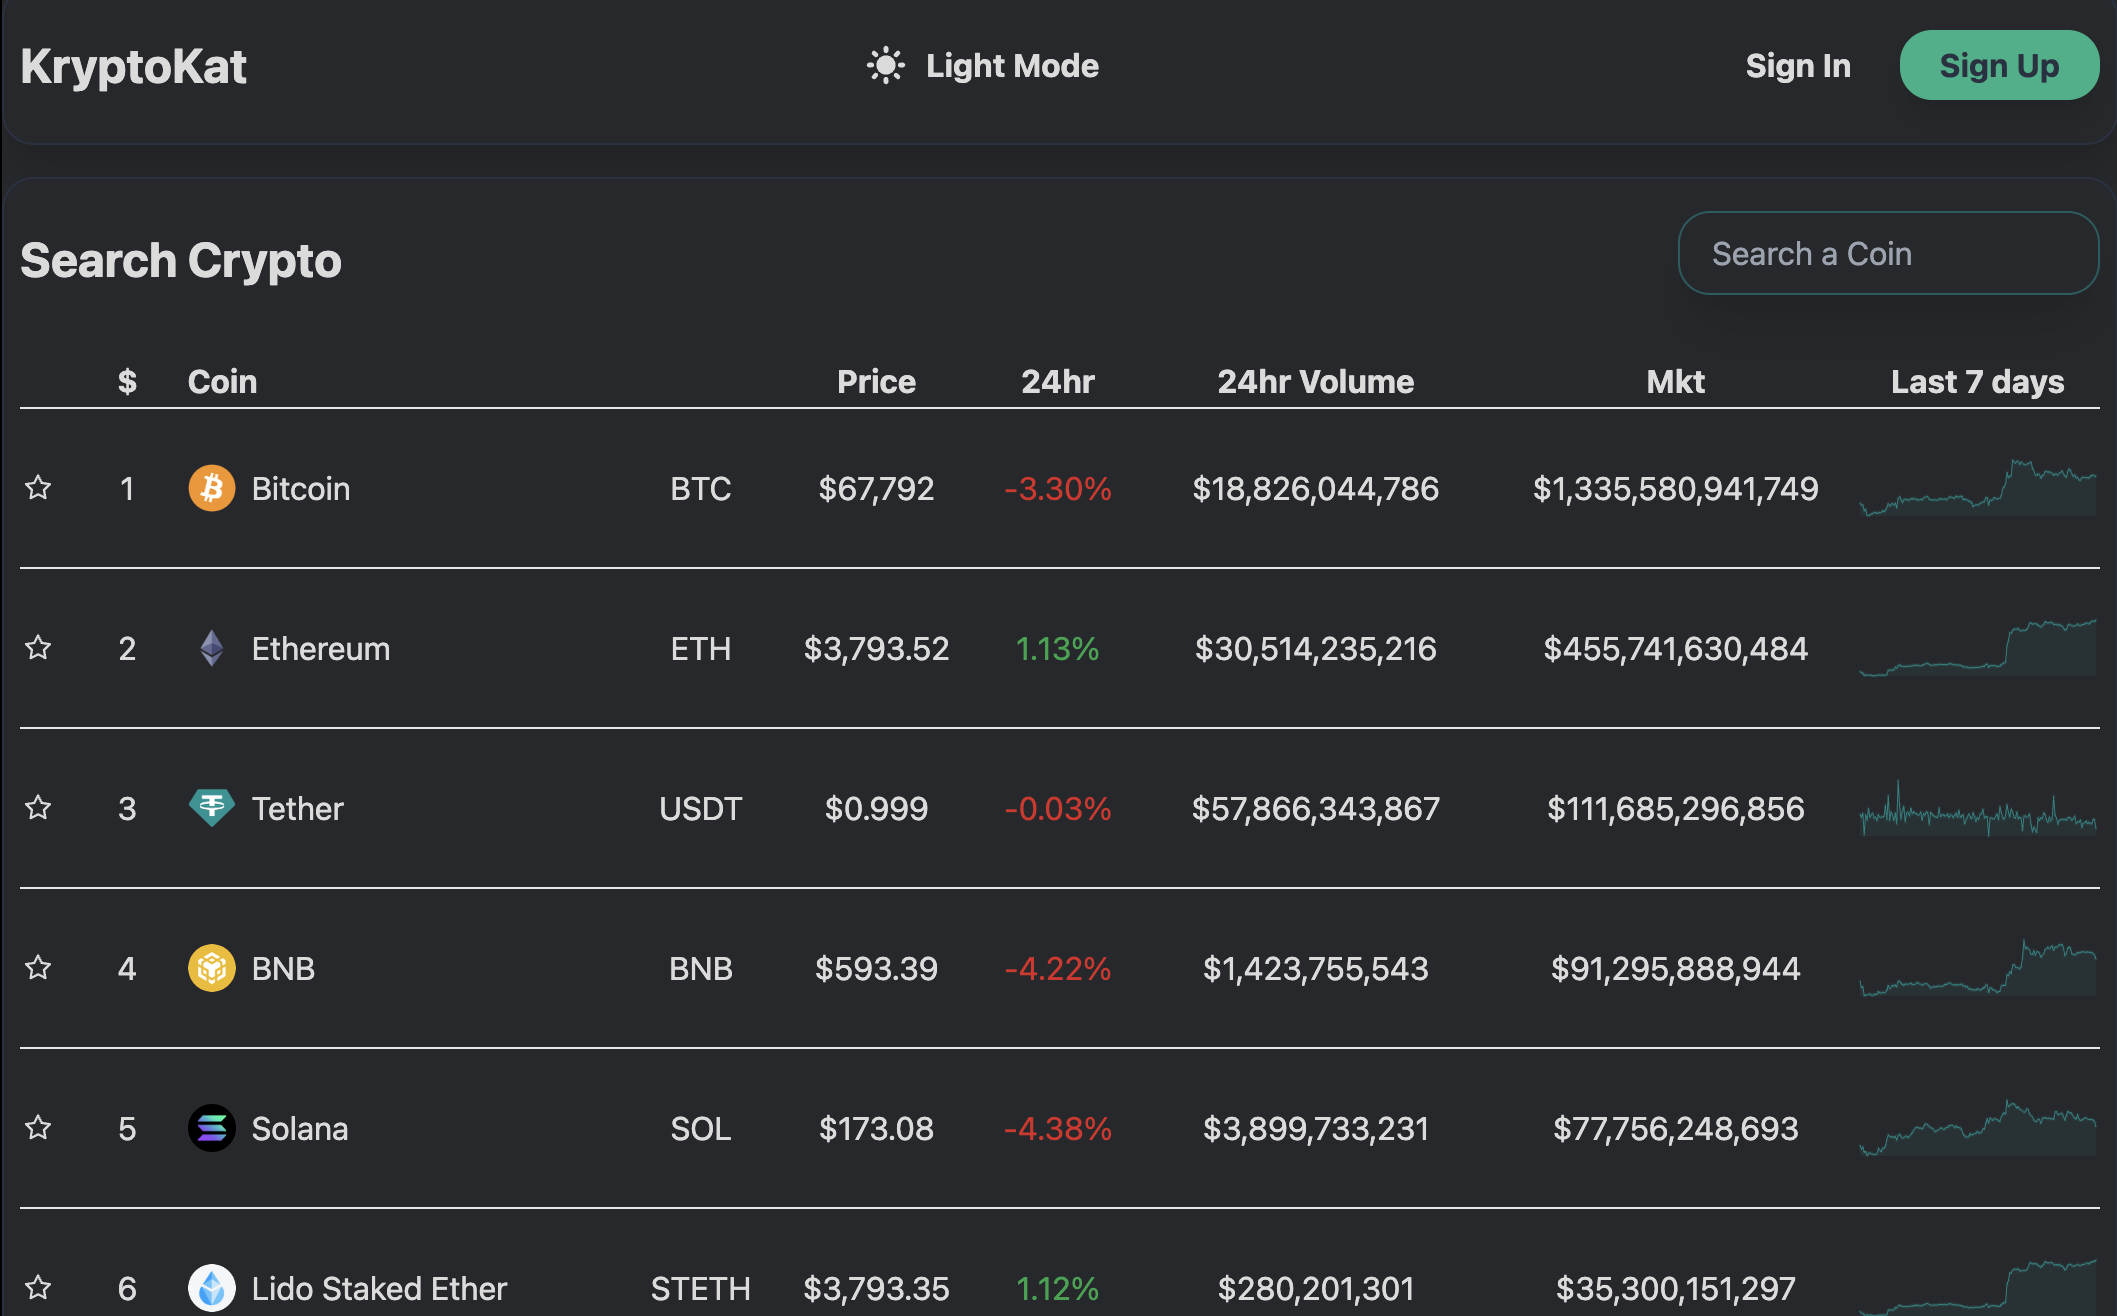 KryptoKat Light Mode Sign In Sign Up
Search Crypto Search a Coin
$ Coin Price 24hr 24hr Volume Mkt Last 7 days
1 Bitcoin BTC $67,792 -3.30% $18,826,044,786 $1,335,580,941,749
2 Ethereum ETH $3,793.52 1.13% $30,514,235,216 $455,741,630,484
3 Tether USDT $0.999 -0.03% $57,866,343,867 $111,685,296,856
4 BNB BNB $593.39 -4.22% $1,423,755,543 $91,295,888,944
5 Solana SOL $173.08 -4.38% $3,899,733,231 $77,756,248,693
6 Lido Staked Ether STETH $3,793.35 1.12% $280,201,301 $35,300,151,297